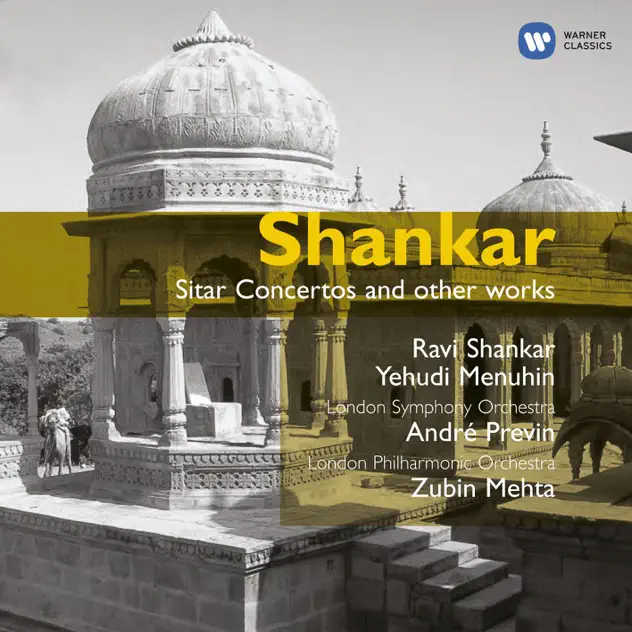 WARNER
CLASSICS
Shankar
Sitar Concertos and other works
Ravi Shankar
Yehudi Menuhin
London Symphony Orchestra
André Previn
London Philharmonic Orchestra
Zubin Mehta